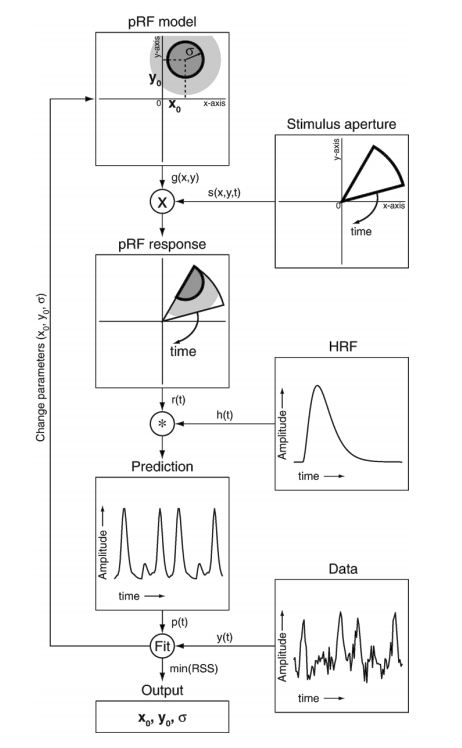 pRF model
y-axis
σ
y₀
0
x₀
x-axis
g(x,y)
Stimulus aperture
y-axis
0
x-axis
time
X
s(x,y,t)
pRF response
time
Change parameters (x₀, y₀, σ)
r(t)
HRF
Amplitude
time
*
h(t)
Prediction
Amplitude
time
p(t)
Data
Amplitude
time
Fit
y(t)
min(RSS)
Output
x₀, y₀, σ